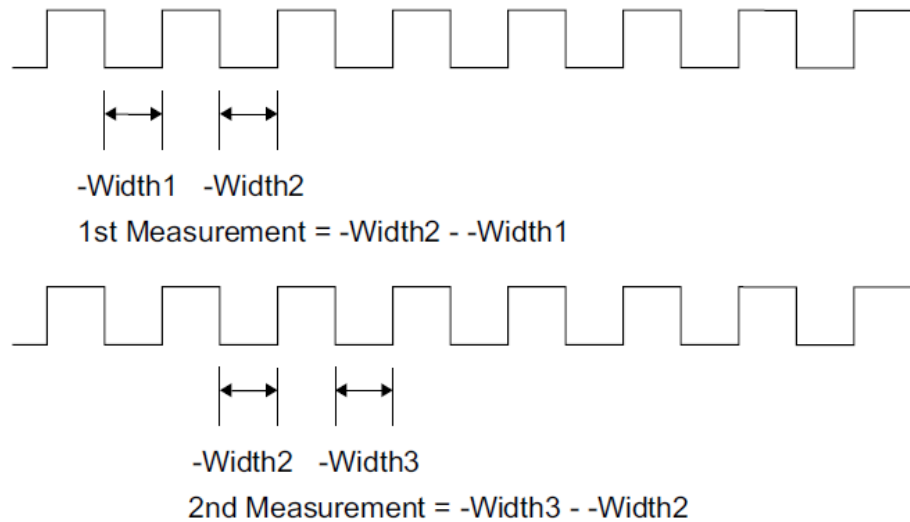 -Width1 -Width2
1st Measurement = -Width2 - -Width1
-Width2 -Width3
2nd Measurement = -Width3 - -Width2